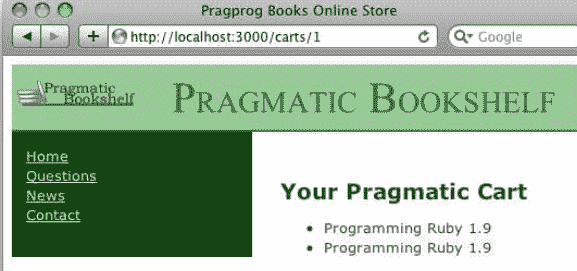 Pragprog Books Online Store
http://localhost:3000/carts/1
Google
Pragmatic
Bookshelf
PRAGMATIC BOOKSHELF
Home
Questions
News
Contact
Your Pragmatic Cart
• Programming Ruby 1.9
• Programming Ruby 1.9